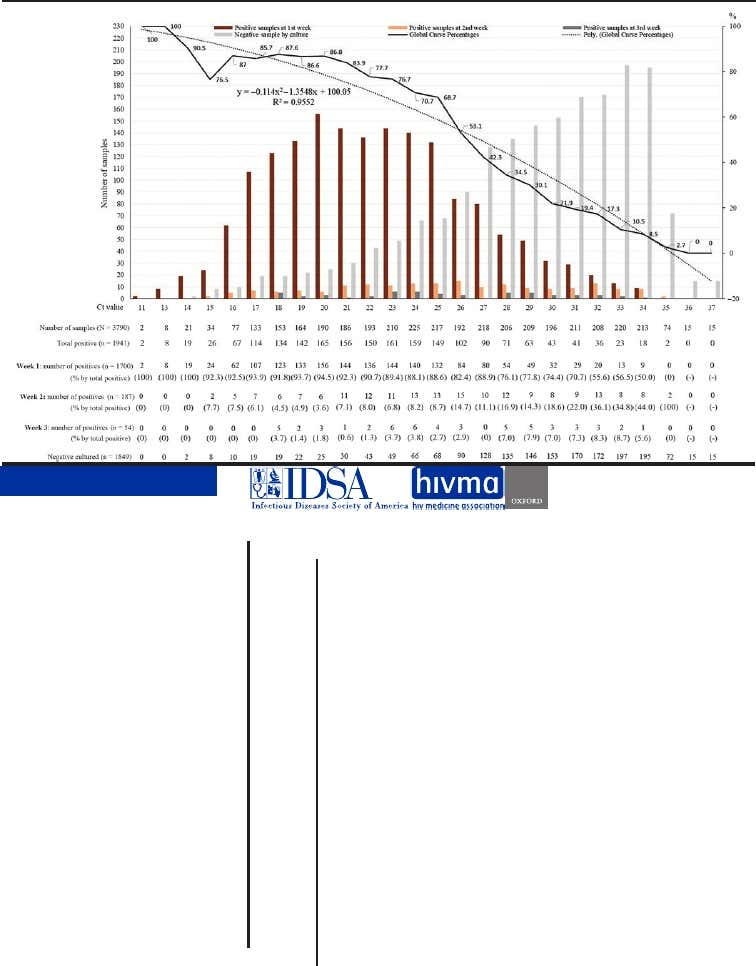 %
Positive samples at 1st week Positive samples at 2nd week Positive samples at 3rd week
Negative sample by culture Global Curve Percentages Poly. (Global Curve Percentages)
230 220 210 200 190 180 170 160 150 140 130 120 110 100 90 80 70 60 50 40 30 20 10 0
Number of samples
100 80 60 40 20 0 −20
100 100 90.5 76.5 87 85.7 87.6 86.6 86.8 83.9 77.7 76.7 70.7 68.7 53.1 42.3 34.5 30.1 21.9 19.4 17.3 10.5 8.5 2.7 0 0
y = −0.114x²−1.3548x + 100.05
R² = 0.9552
Ct value 11 13 14 15 16 17 18 19 20 21 22 23 24 25 26 27 28 29 30 31 32 33 34 35 36 37
Number of samples (N = 3790) 2 8 21 34 77 133 153 164 190 186 193 210 225 217 192 218 206 209 196 211 208 220 213 74 15 15
Total positive (n = 1941) 2 8 19 26 67 114 134 142 165 156 150 161 159 149 102 90 71 63 43 41 36 23 18 2 0 0
Week 1: number of positives (n = 1700) 2 8 19 24 62 107 123 133 156 144 136 144 140 132 84 80 54 49 32 29 20 13 9 0 0 0
(% by total positive) (100) (100) (100) (92.3) (92.5) (93.9) (91.8) (93.7) (94.5) (92.3) (90.7) (89.4) (88.1) (88.6) (82.4) (88.9) (76.1) (77.8) (74.4) (70.7) (55.6) (56.5) (50.0) (0) (-) (-)
Week 2: number of positives (n = 187) 0 0 0 2 5 7 6 7 6 11 12 11 13 13 15 10 12 9 8 9 13 8 8 2 0 0
(% by total positive) (0) (0) (0) (7.7) (7.5) (6.1) (4.5) (4.9) (3.6) (7.1) (8.0) (6.8) (8.2) (8.7) (14.7) (11.1) (16.9) (14.3) (18.6) (22.0) (36.1) (34.8) (44.0) (100) (-) (-)
Week 3: number of positives (n = 54) 0 0 0 0 0 0 5 2 3 1 2 6 6 4 3 0 5 5 3 3 3 2 1 0 0 0
(% by total positive) (0) (0) (0) (0) (0) (0) (3.7) (1.4) (1.8) (0.6) (1.3) (3.7) (3.8) (2.7) (2.9) (0) (7.0) (7.9) (7.0) (7.3) (8.3) (8.7) (5.6) (0) (-) (-)
Negative cultured (n = 1849) 0 0 2 8 10 19 19 22 25 30 43 49 66 68 90 128 135 146 153 170 172 197 195 72 15 15
IDSA hivma
OXFORD
Infectious Diseases Society of America hiv medicine association